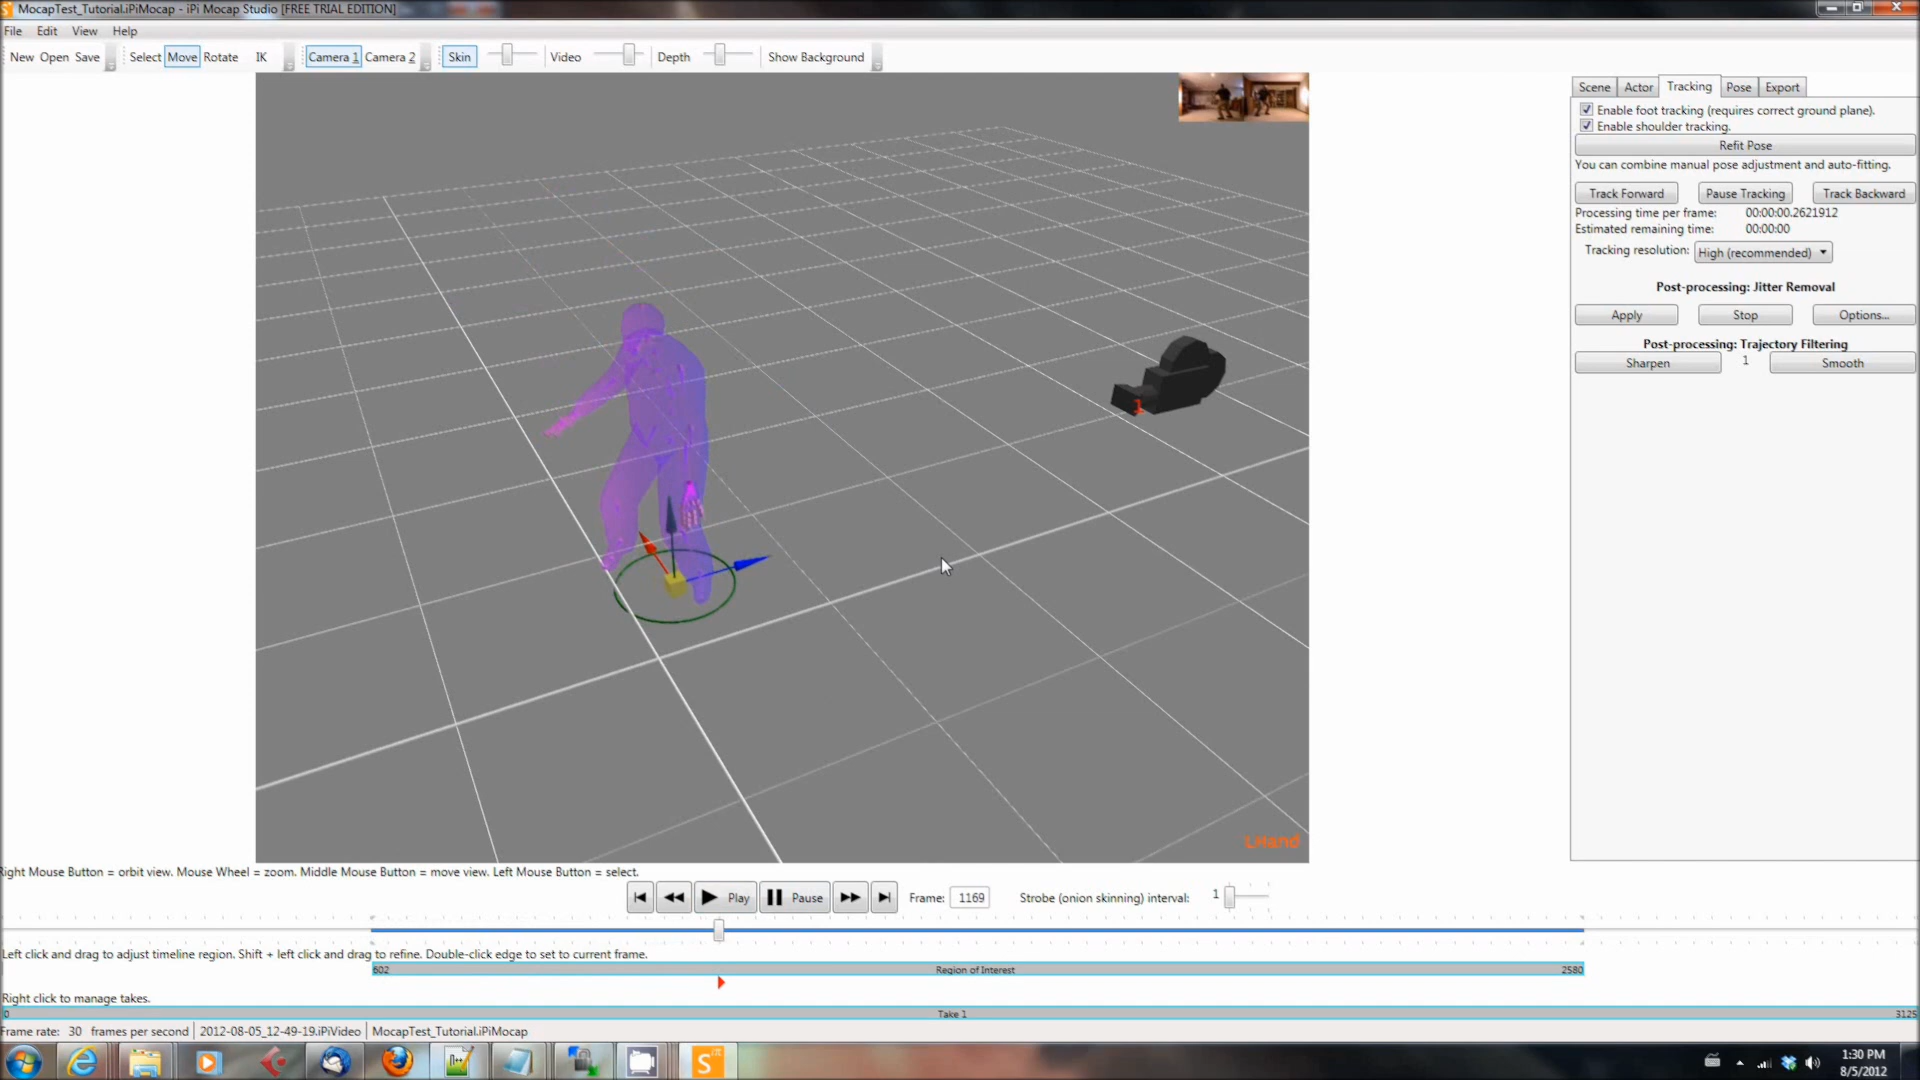 MocapTest_Tutorial.iPiMocap - iPi Mocap Studio [FREE TRIAL EDITION]
File Edit View Help
New Open Save Select Move Rotate IK Camera 1 Camera 2 Skin Video Depth Show Background
Scene Actor Tracking Pose Export
Enable foot tracking (requires correct ground plane).
Enable shoulder tracking.
Refit Pose
You can combine manual pose adjustment and auto-fitting.
Track Forward Pause Tracking Track Backward
Processing time per frame: 00:00:00.2621912
Estimated remaining time: 00:00:00
Tracking resolution: High (recommended)
Post-processing: Jitter Removal
Apply Stop Options...
Post-processing: Trajectory Filtering
Sharpen 1 Smooth
1
LHand
Right Mouse Button = orbit view. Mouse Wheel = zoom. Middle Mouse Button = move view. Left Mouse Button = select.
Play Pause Frame: 1169 Strobe (onion skinning) interval: 1
Left click and drag to adjust timeline region. Shift + left click and drag to refine. Double-click edge to set to current frame.
602 Region of Interest 2580
Right click to manage takes.
0 Take 1 3125
Frame rate: 30 frames per second 2012-08-05_12-49-19.iPiVideo MocapTest_Tutorial.iPiMocap
1:30 PM
8/5/2012